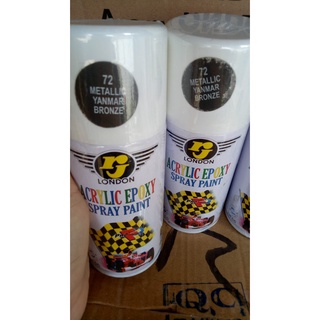 72
METALLIC
YANMAR
BRONZE
rj
LONDON
ACRYLIC EPOXY
SPRAY PAINT
72
METALLIC
YANMAR
BRONZE
rj
LONDON
ACRYLIC EPOXY
SPRAY PAINT
QC